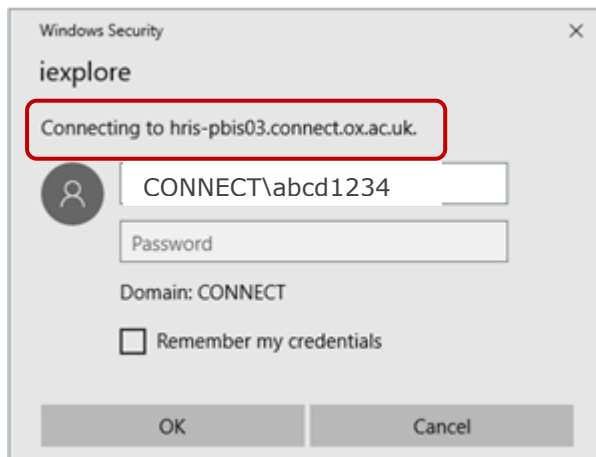 Windows Security
iexplore
Connecting to hris-pbis03.connect.ox.ac.uk.
CONNECT\abcd1234
Password
Domain: CONNECT
Remember my credentials
OK
Cancel